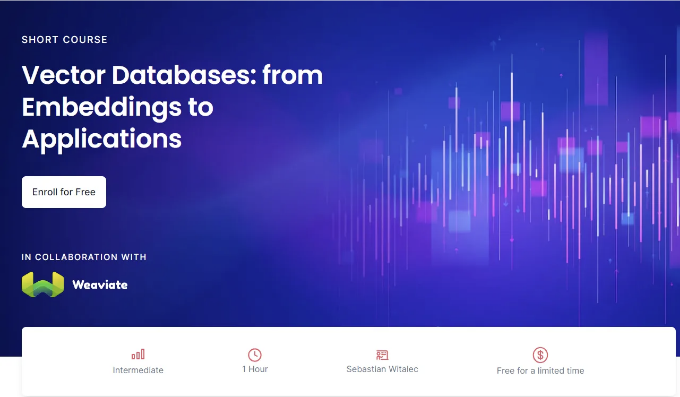 SHORT COURSE
Vector Databases: from
Embeddings to
Applications
Enroll for Free
IN COLLABORATION WITH
Weaviate
Intermediate
1 Hour
Sebastian Witalec
Free for a limited time